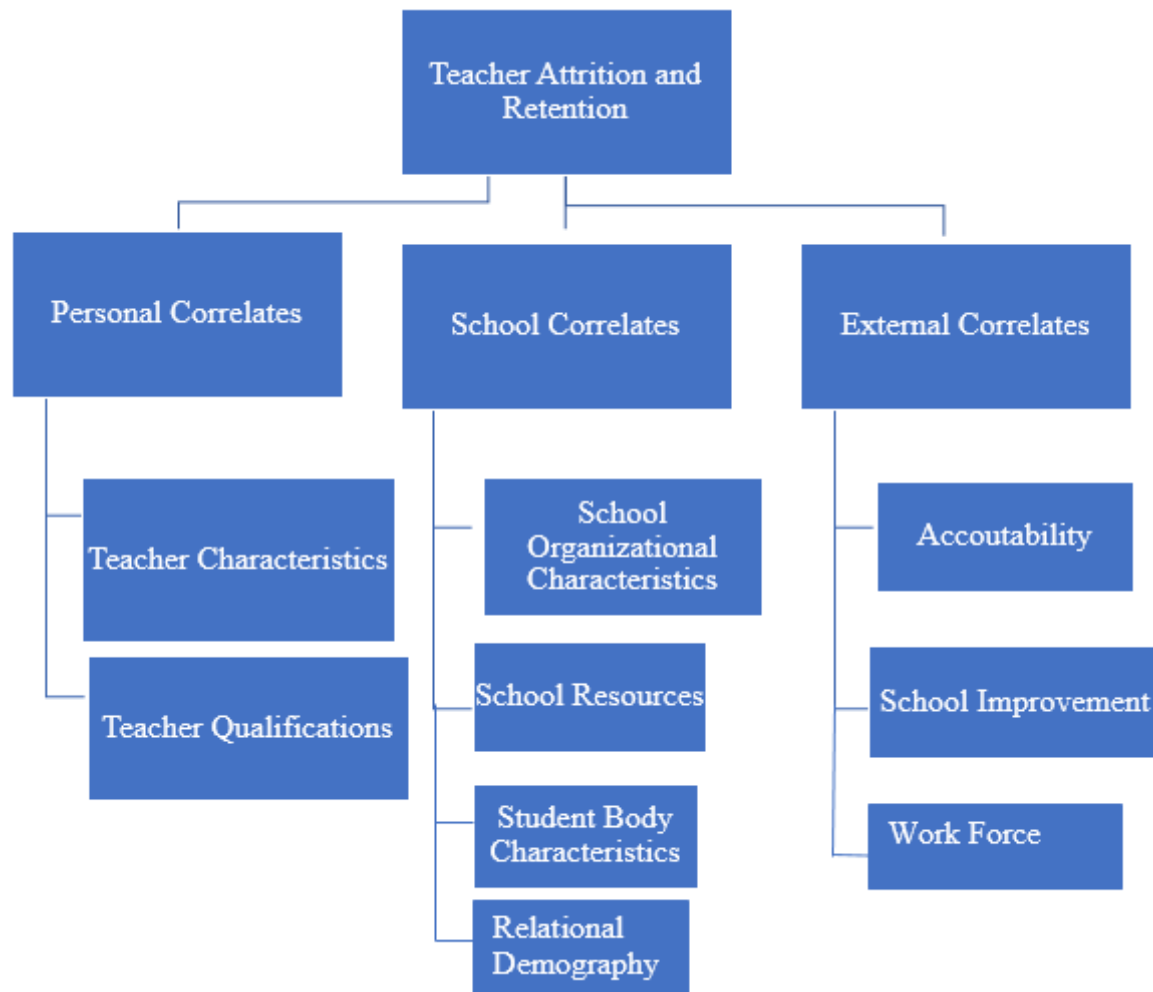 Teacher Attrition and
Retention
Personal Correlates
School Correlates
External Correlates
Teacher Characteristics
Teacher Qualifications
School
Organizational
Characteristics
School Resources
Student Body
Characteristics
Relational
Demography
Accoutability
School Improvement
Work Force